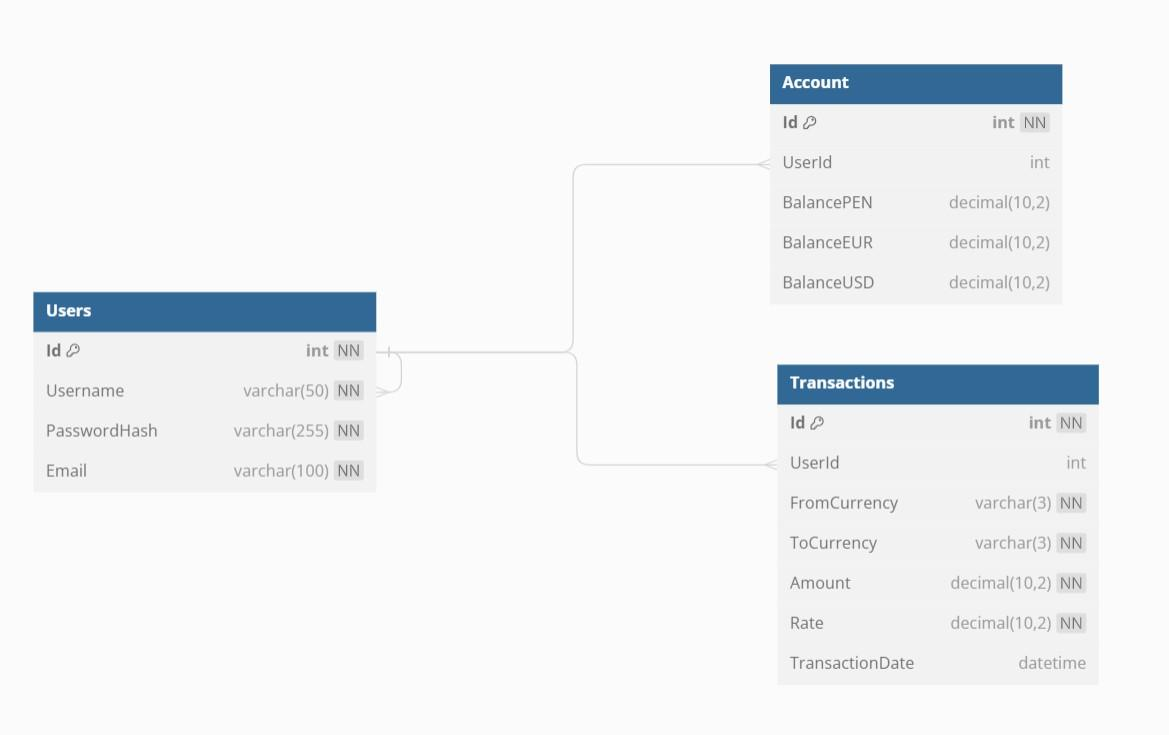 Account
Id int NN
UserId int
BalancePEN decimal(10,2)
BalanceEUR decimal(10,2)
BalanceUSD decimal(10,2)
Users
Id int NN
Username varchar(50) NN
PasswordHash varchar(255) NN
Email varchar(100) NN
Transactions
Id int NN
UserId int
FromCurrency varchar(3) NN
ToCurrency varchar(3) NN
Amount decimal(10,2) NN
Rate decimal(10,2) NN
TransactionDate datetime